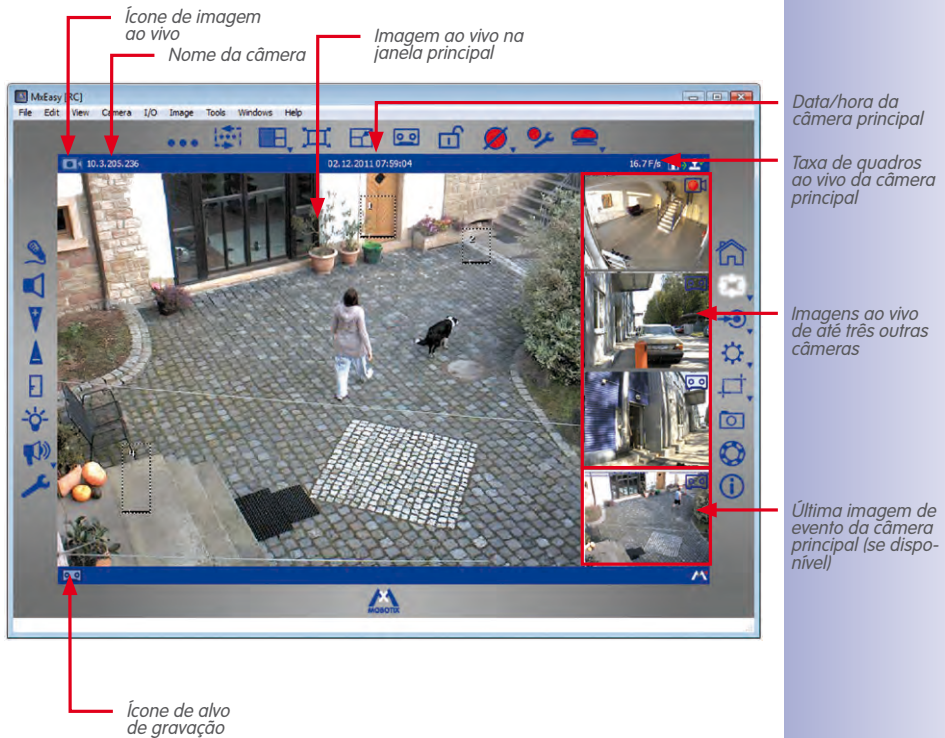 Ícone de imagem
ao vivo
Nome da câmera
Imagem ao vivo na
janela principal
MxEasy [RC]
File Edit View Camera I/O Image Tools Windows Help
10.3.205.236 02.12.2011 07:59:04 16.7 F/s
1
2
MOBOTIX
Data/hora da
câmera principal
Taxa de quadros
ao vivo da câmera
principal
Imagens ao vivo
de até três outras
câmeras
Última imagem de
evento da câmera
principal (se dispo-
nível)
Ícone de alvo
de gravação